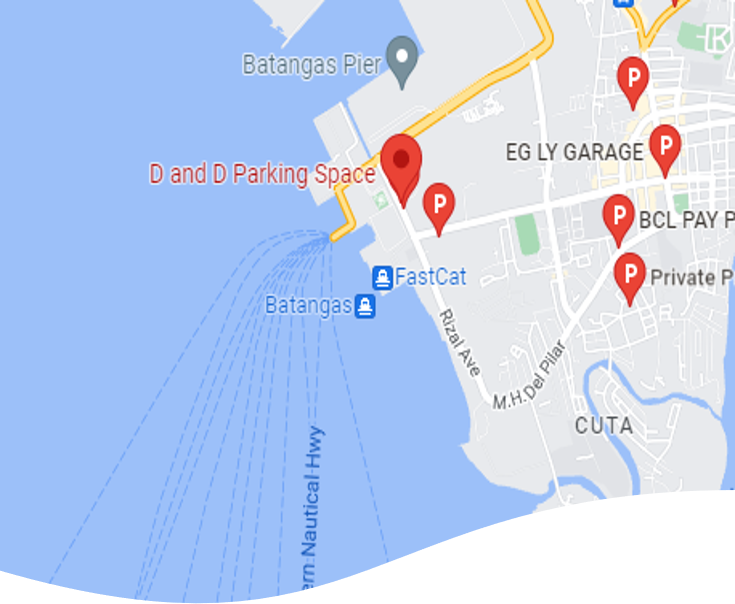 Batangas Pier
P
EG LY GARAGE P
D and D Parking Space
P
P BCL PAY P
P Private P
FastCat
Batangas
Rizal Ave
M.H.Del Pilar
CUTA
ern Nautical Hwy